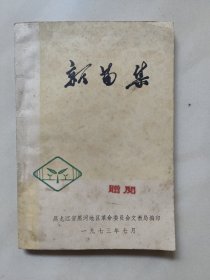 新苗集
赠阅
黑龙江省黑河地区革命委员会文教局编印
一九七三年七月